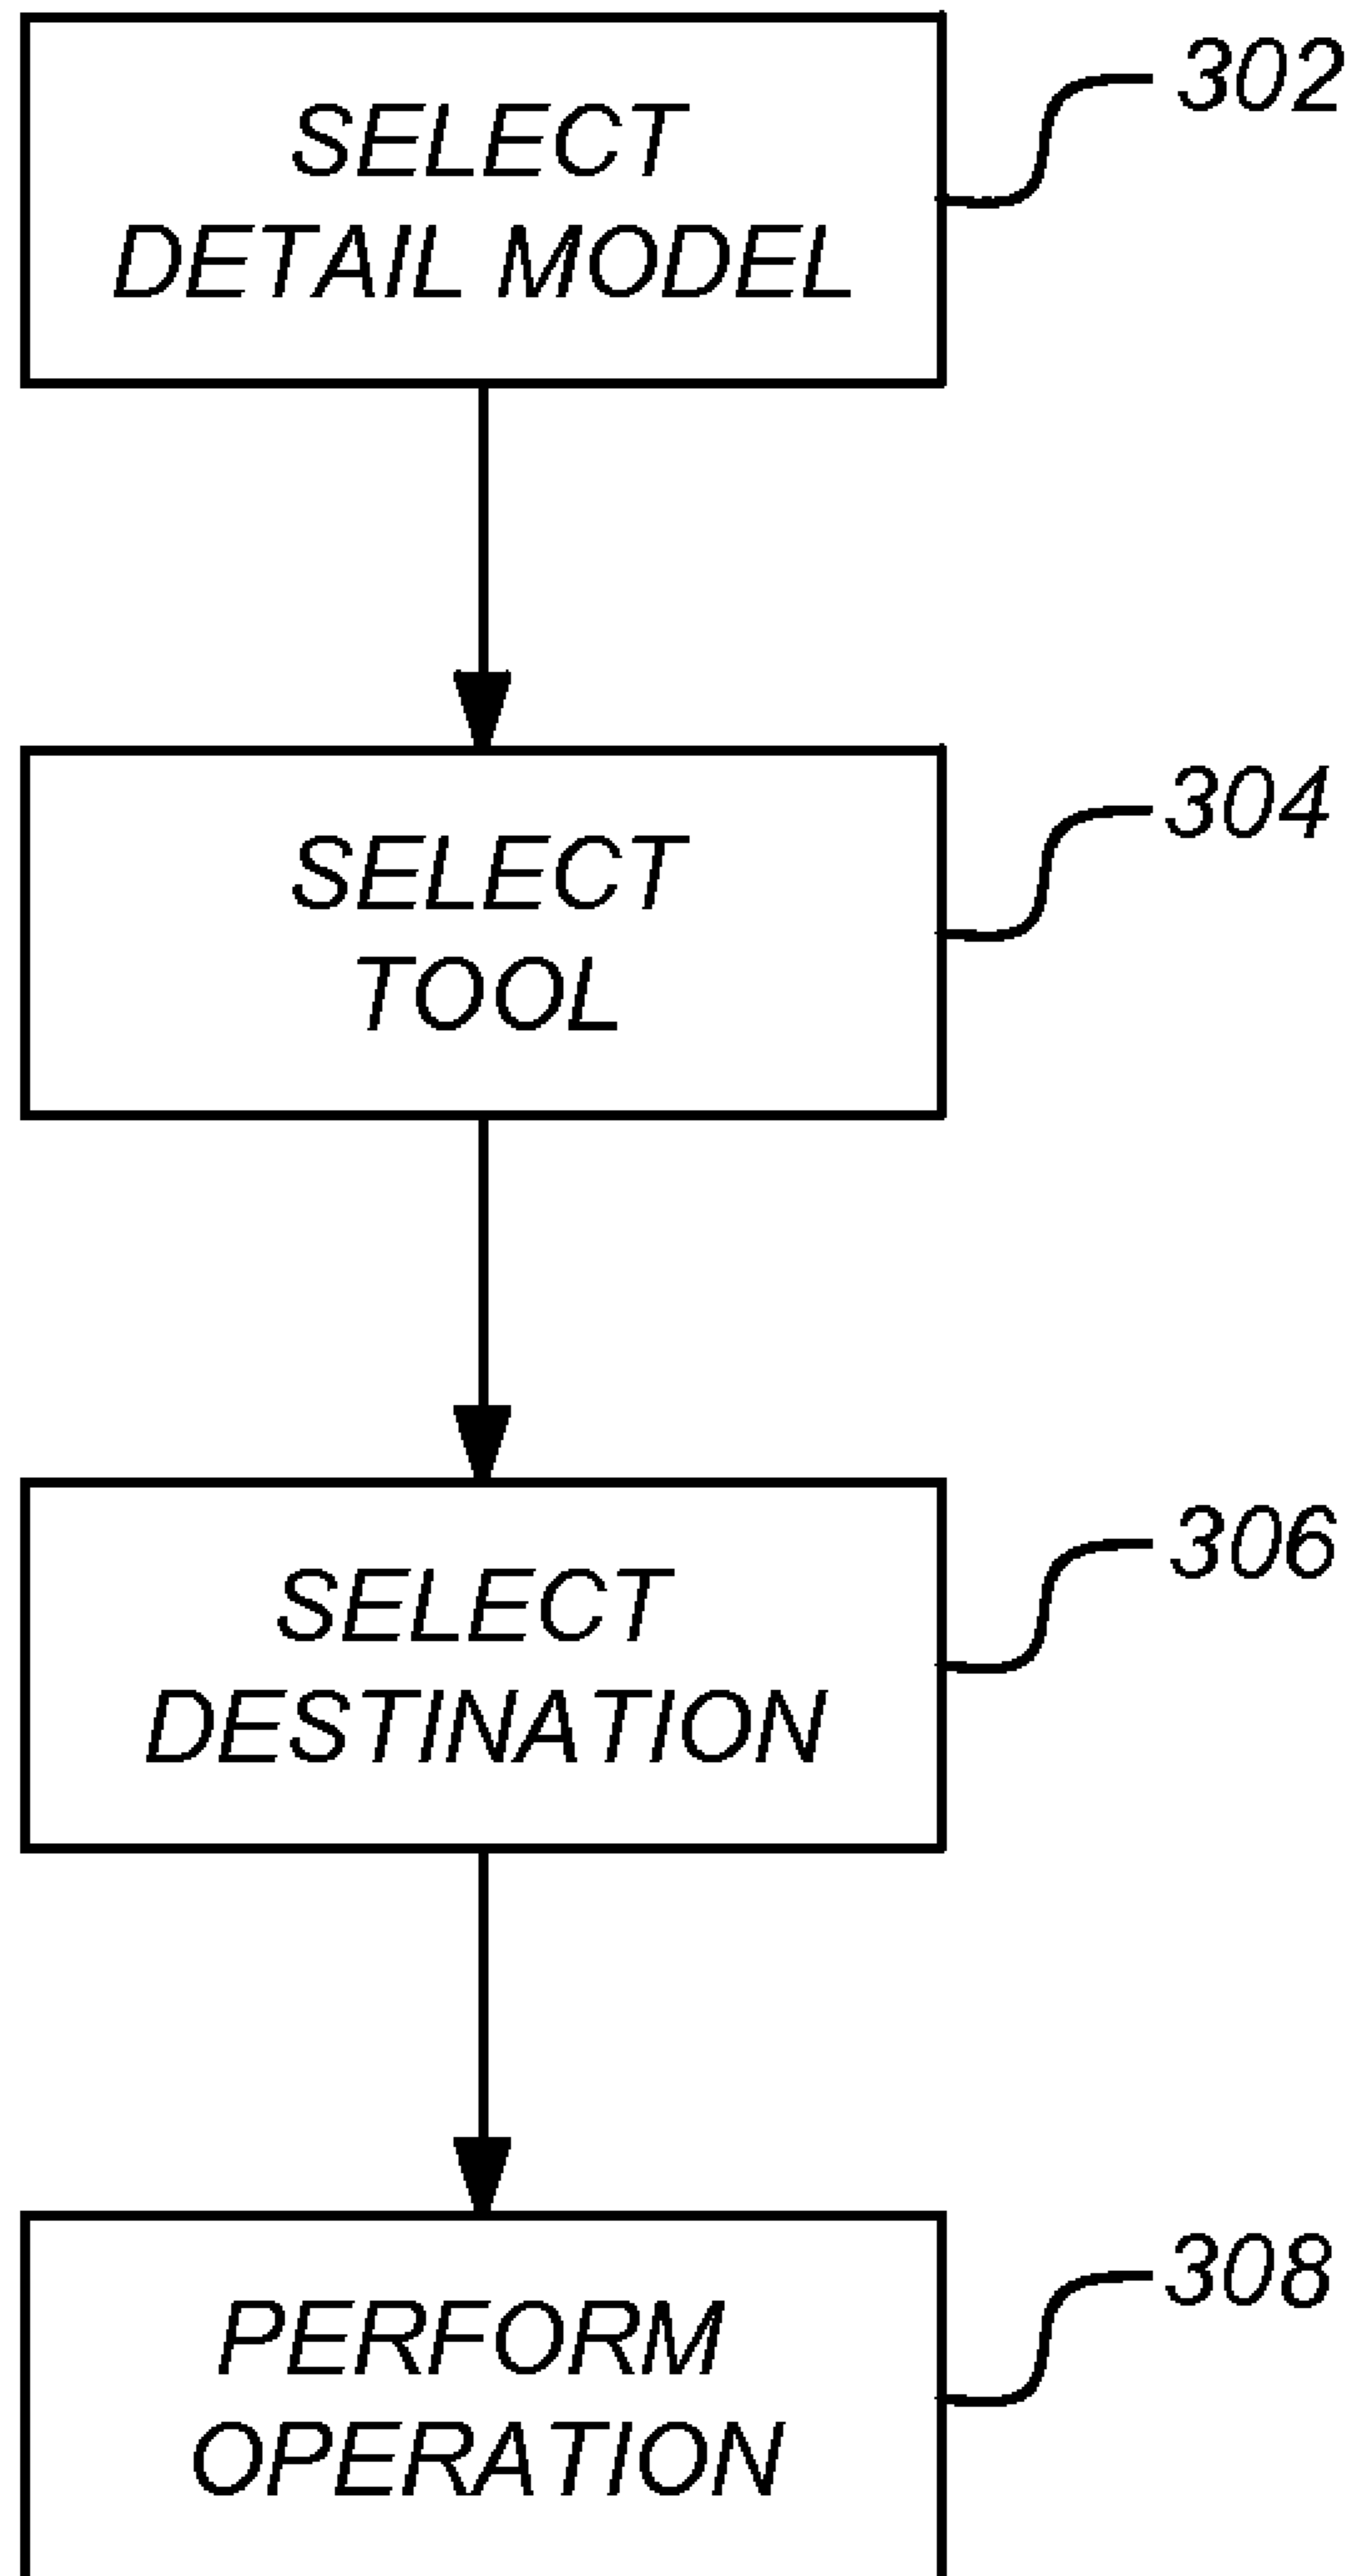 SELECT
DETAIL MODEL
302
SELECT
TOOL
304
SELECT
DESTINATION
306
PERFORM
OPERATION
308